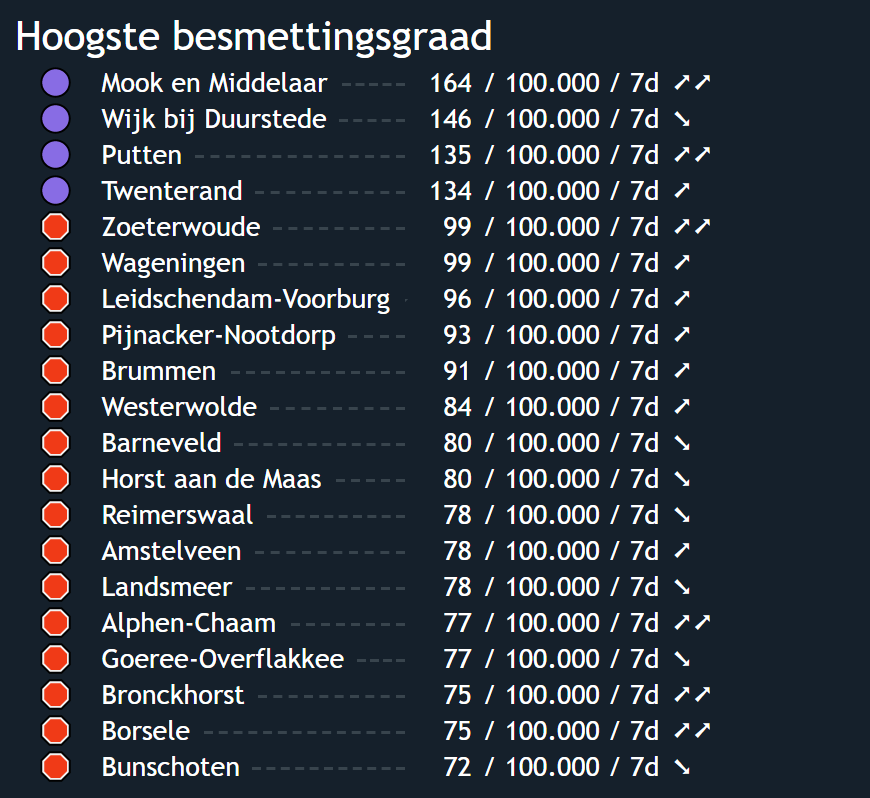 Hoogste besmettingsgraad
Mook en Middelaar ----- 164 / 100.000 / 7d ➚➚
Wijk bij Duurstede ----- 146 / 100.000 / 7d ➘
Putten --------------- 135 / 100.000 / 7d ➚➚
Twenterand ----------- 134 / 100.000 / 7d ➚
Zoeterwoude ---------- 99 / 100.000 / 7d ➚➚
Wageningen ----------- 99 / 100.000 / 7d ➚
Leidschendam-Voorburg - 96 / 100.000 / 7d ➚
Pijnacker-Nootdorp ----- 93 / 100.000 / 7d ➚
Brummen ------------- 91 / 100.000 / 7d ➚
Westerwolde ---------- 84 / 100.000 / 7d ➚
Barneveld ------------- 80 / 100.000 / 7d ➘
Horst aan de Maas ----- 80 / 100.000 / 7d ➘
Reimerswaal ---------- 78 / 100.000 / 7d ➘
Amstelveen ----------- 78 / 100.000 / 7d ➚
Landsmeer ------------ 78 / 100.000 / 7d ➘
Alphen-Chaam --------- 77 / 100.000 / 7d ➚➚
Goeree-Overflakkee ---- 77 / 100.000 / 7d ➘
Bronckhorst ----------- 75 / 100.000 / 7d ➚➚
Borsele --------------- 75 / 100.000 / 7d ➚➚
Bunschoten ----------- 72 / 100.000 / 7d ➘